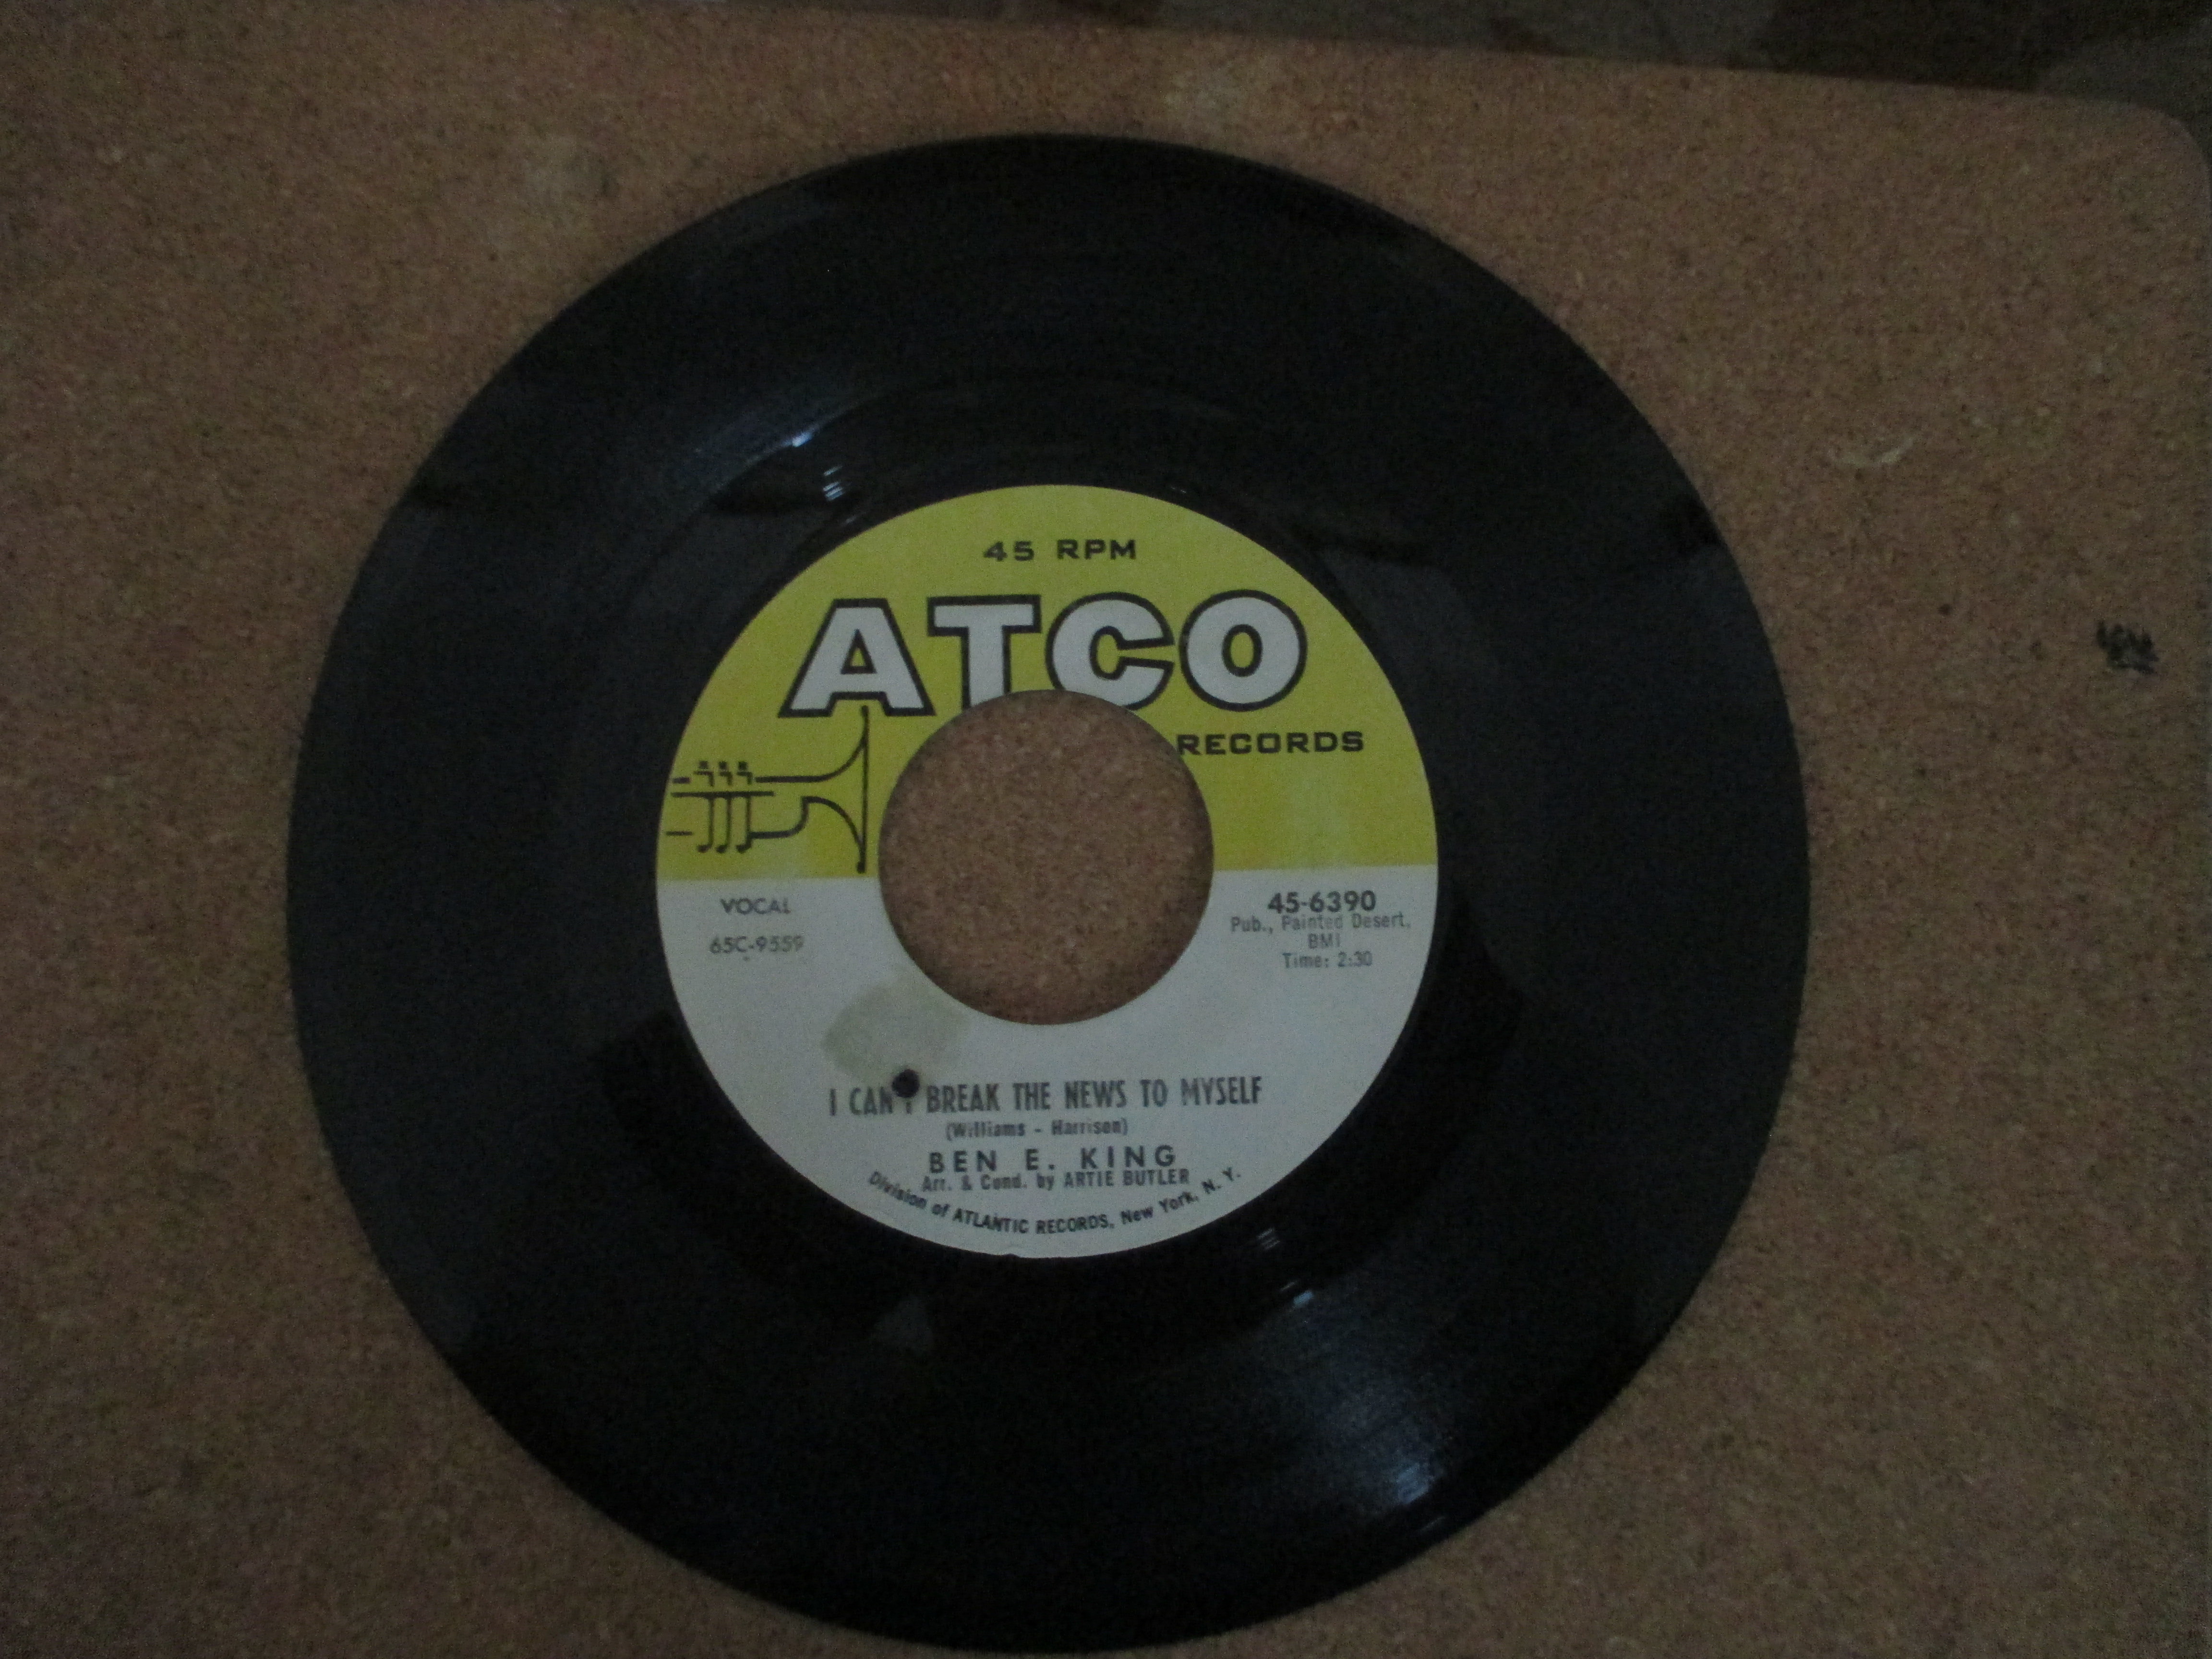 45 RPM
ATCO
RECORDS
VOCAL
65C-9559
45-6390
Pub., Painted Desert,
BMI
Time: 2:30
I CAN'T BREAK THE NEWS TO MYSELF
(Williams - Harrison)
BEN E. KING
Arr. & Cond. by ARTIE BUTLER
Division of ATLANTIC RECORDS, New York, N. Y.